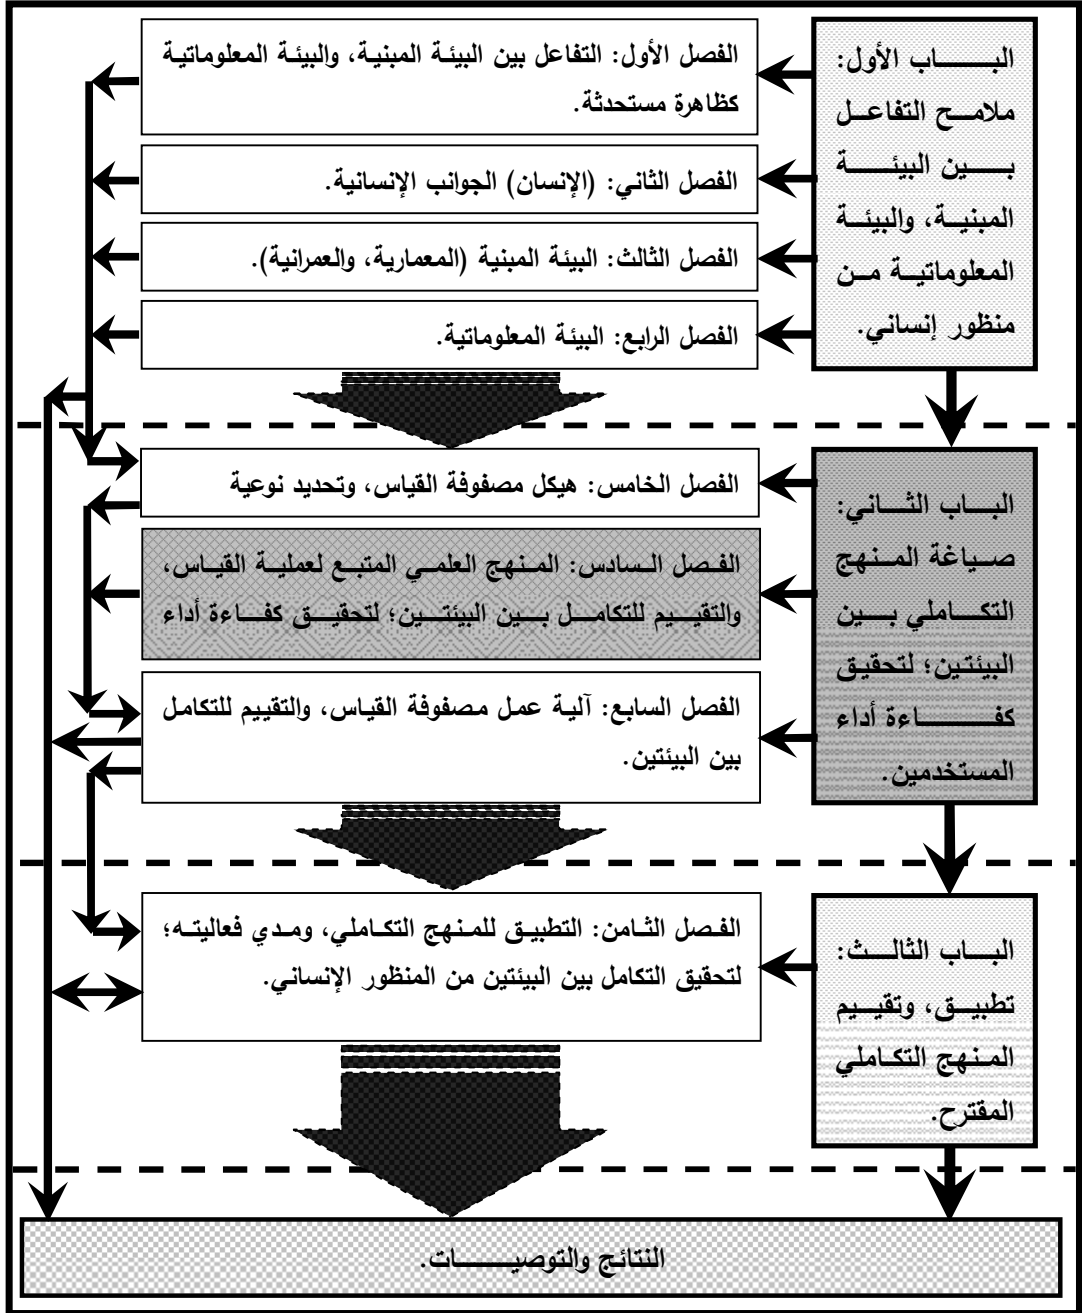 الباب الأول:
ملامح التفاعل
بين البيئة
المبنية، والبيئة
المعلوماتية من
منظور إنساني.
الفصل الأول: التفاعل بين البيئة المبنية، والبيئة المعلوماتية
كظاهرة مستحدثة.
الفصل الثاني: (الإنسان) الجوانب الإنسانية.
الفصل الثالث: البيئة المبنية (المعمارية، والعمرانية).
الفصل الرابع: البيئة المعلوماتية.
الباب الثاني:
صياغة المنهج
التكاملي بين
البيئتين؛ لتحقيق
كفاءة أداء
المستخدمين.
الفصل الخامس: هيكل مصفوفة القياس، وتحديد نوعية
الفصل السادس: المنهج العلمي المتبع لعملية القياس،
والتقييم للتكامل بين البيئتين؛ لتحقيق كفاءة أداء
الفصل السابع: آلية عمل مصفوفة القياس، والتقييم للتكامل
بين البيئتين.
الباب الثالث:
تطبيق، وتقييم
المنهج التكاملي
المقترح.
الفصل الثامن: التطبيق للمنهج التكاملي، ومدي فعاليته؛
لتحقيق التكامل بين البيئتين من المنظور الإنساني.
النتائج والتوصيات.